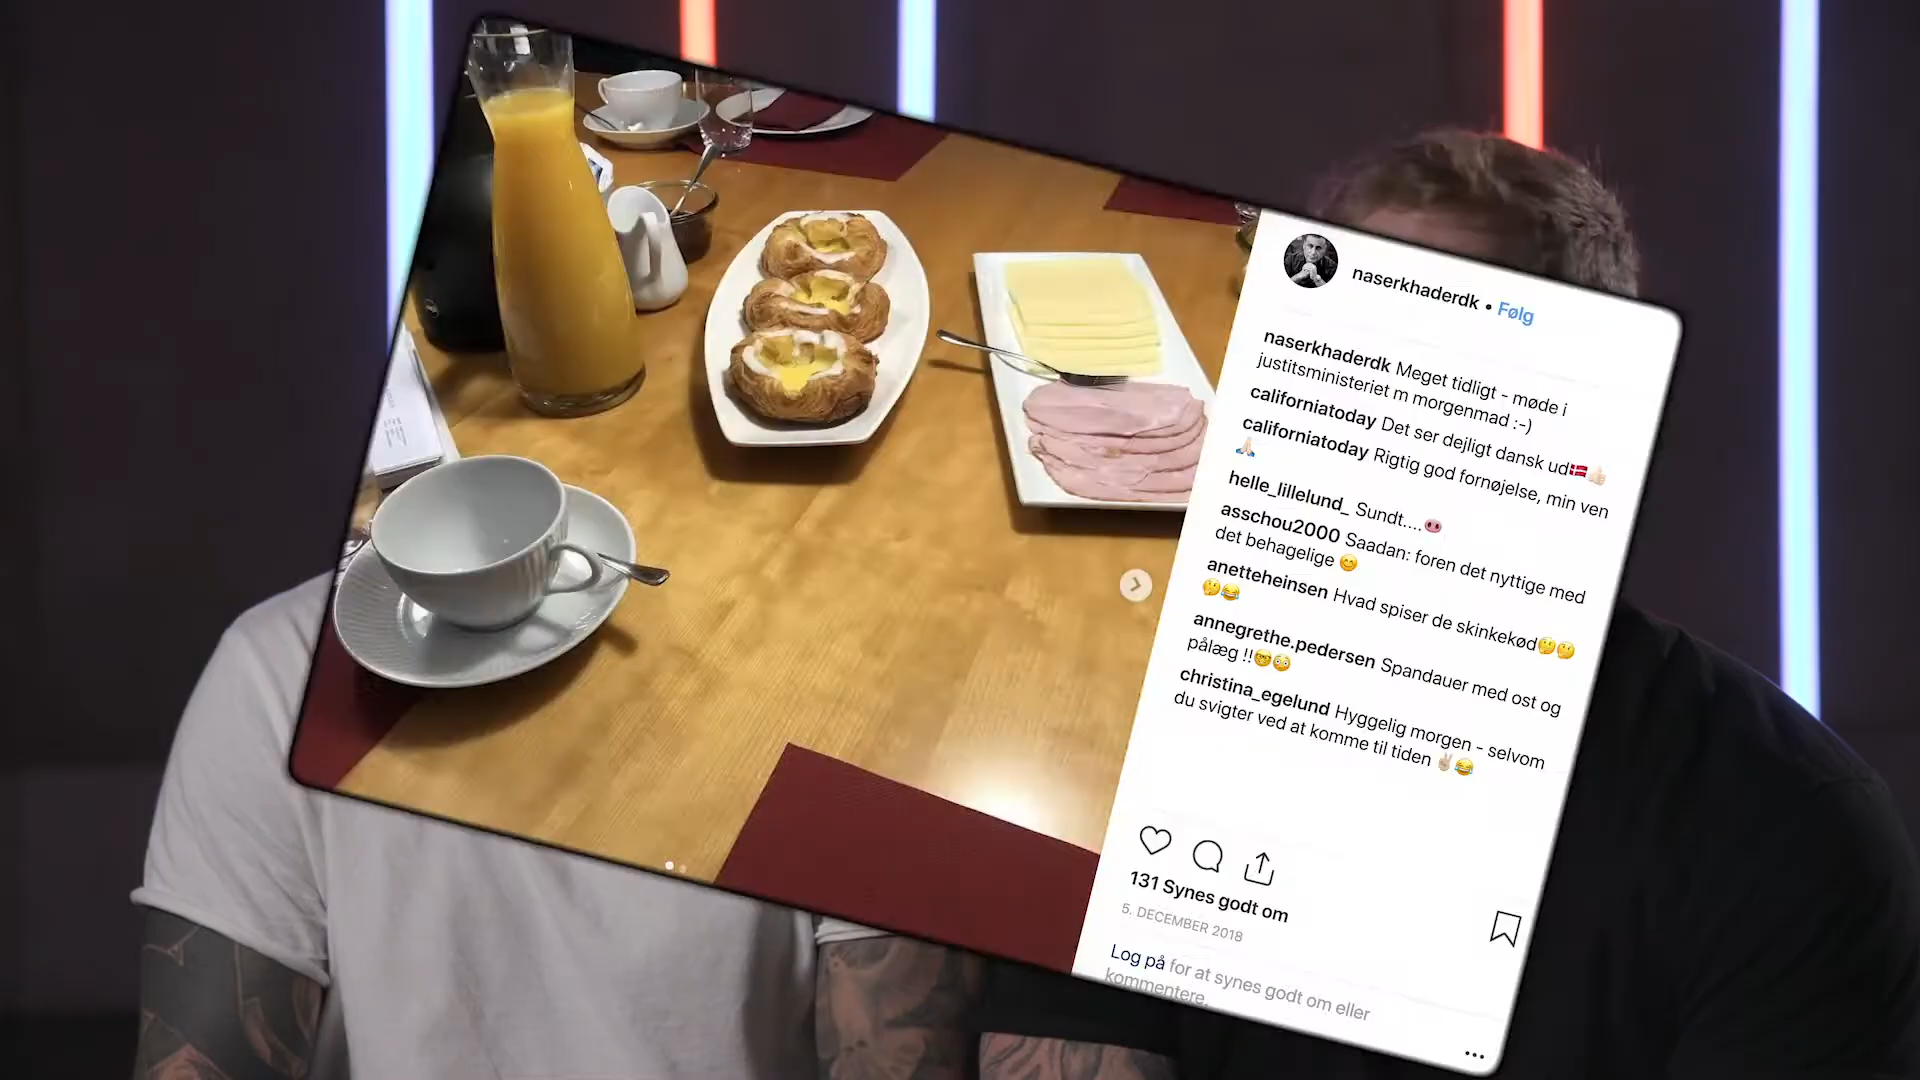 naserkhaderdk • Følg
naserkhaderdk Meget tidligt - møde i
justitsministeriet m morgenmad :-)
californiatoday Det ser dejligt dansk ud🇩🇰👍🏻
californiatoday Rigtig god fornøjelse, min ven
🙏🏻
helle_lillelund_ Sundt....🐽
asschou2000 Saadan: foren det nyttige med
det behagelige 😊
anetteheinsen Hvad spiser de skinkekød🤔🤔
🤔😂
annegrethe.pedersen Spandauer med ost og
pålæg !!🤓😳
christina_egelund Hyggelig morgen - selvom
du svigter ved at komme til tiden ✌🏼😂
131 Synes godt om
5. DECEMBER 2018
Log på for at synes godt om eller
kommentere.